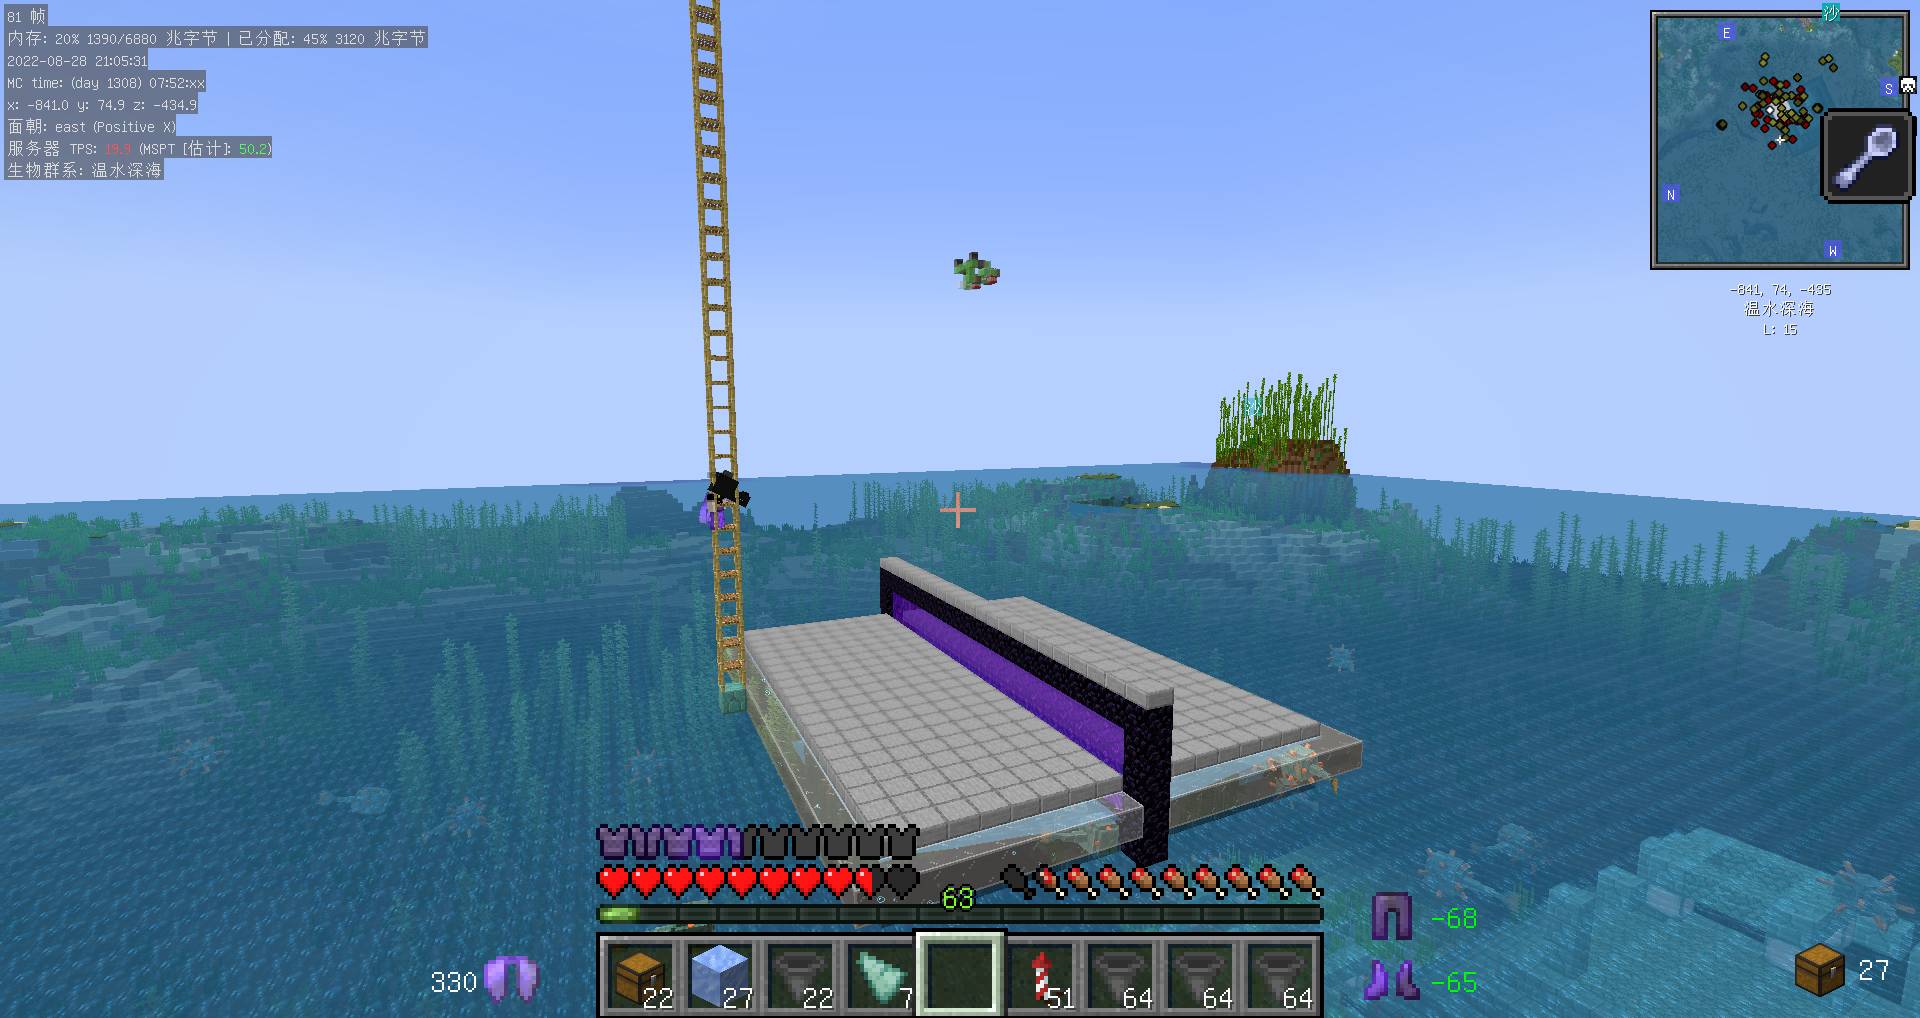 81 帧
内存: 20% 1390/6880 兆字节 | 已分配: 45% 3120 兆字节
2022-08-28 21:05:31
MC time: (day 1308) 07:52:xx
x: -841.0 y: 74.9 z: -434.9
面朝: east (Positive X)
服务器 TPS: 19.9 (MSPT [估计]: 50.2)
生物群系: 温水深海
沙
E
S
N
W
-841, 74, -435
温水深海
L: 15
沙
63
330
22
27
22
7
51
64
64
64
-68
-65
27